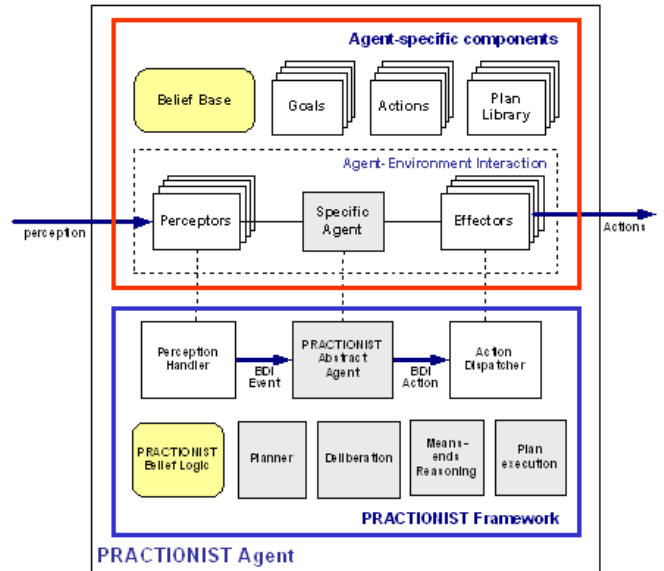 Agent-specific components
Belief Base
Goals
Actions
Plan
Library
Agent-Environment Interaction
perception
Perceptors
Specific
Agent
Effectors
Actions
Perception
Handler
BDI
Event
PRACTIONIST
Abstract
Agent
BDI
Action
Action
Dispatcher
PRACTIONIST
Belief Logic
Planner
Deliberation
Means-
ends
Reasoning
Plan
execution
PRACTIONIST Framework
PRACTIONIST Agent